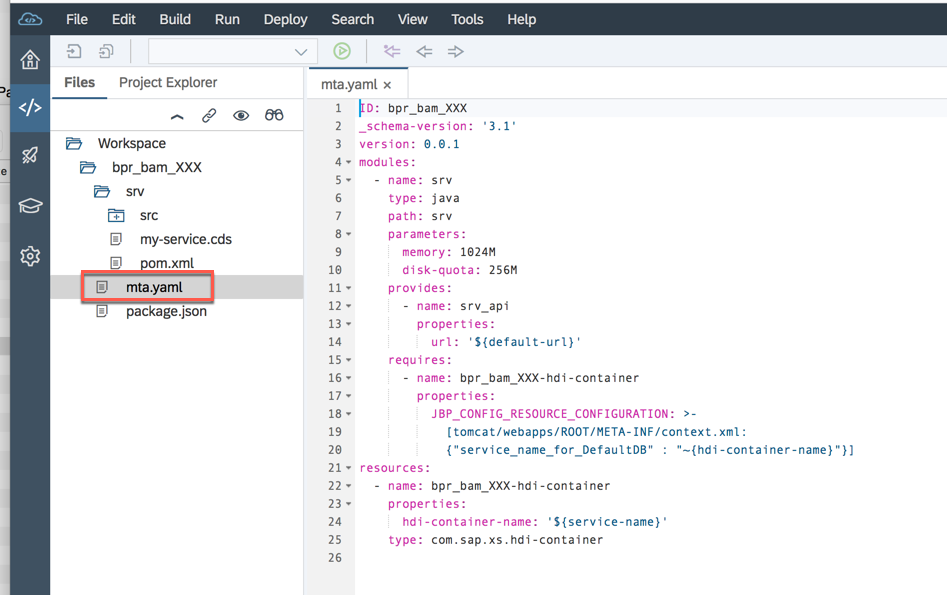 File Edit Build Run Deploy Search View Tools Help
Files Project Explorer
Workspace
bpr_bam_XXX
srv
src
my-service.cds
pom.xml
mta.yaml
package.json
mta.yaml ×
1 ID: bpr_bam_XXX
2 _schema-version: '3.1'
3 version: 0.0.1
4 modules:
5 - name: srv
6 type: java
7 path: srv
8 parameters:
9 memory: 1024M
10 disk-quota: 256M
11 provides:
12 - name: srv_api
13 properties:
14 url: '${default-url}'
15 requires:
16 - name: bpr_bam_XXX-hdi-container
17 properties:
18 JBP_CONFIG_RESOURCE_CONFIGURATION: >-
19 [tomcat/webapps/ROOT/META-INF/context.xml:
20 {"service_name_for_DefaultDB" : "~{hdi-container-name}"}]
21 resources:
22 - name: bpr_bam_XXX-hdi-container
23 properties:
24 hdi-container-name: '${service-name}'
25 type: com.sap.xs.hdi-container
26